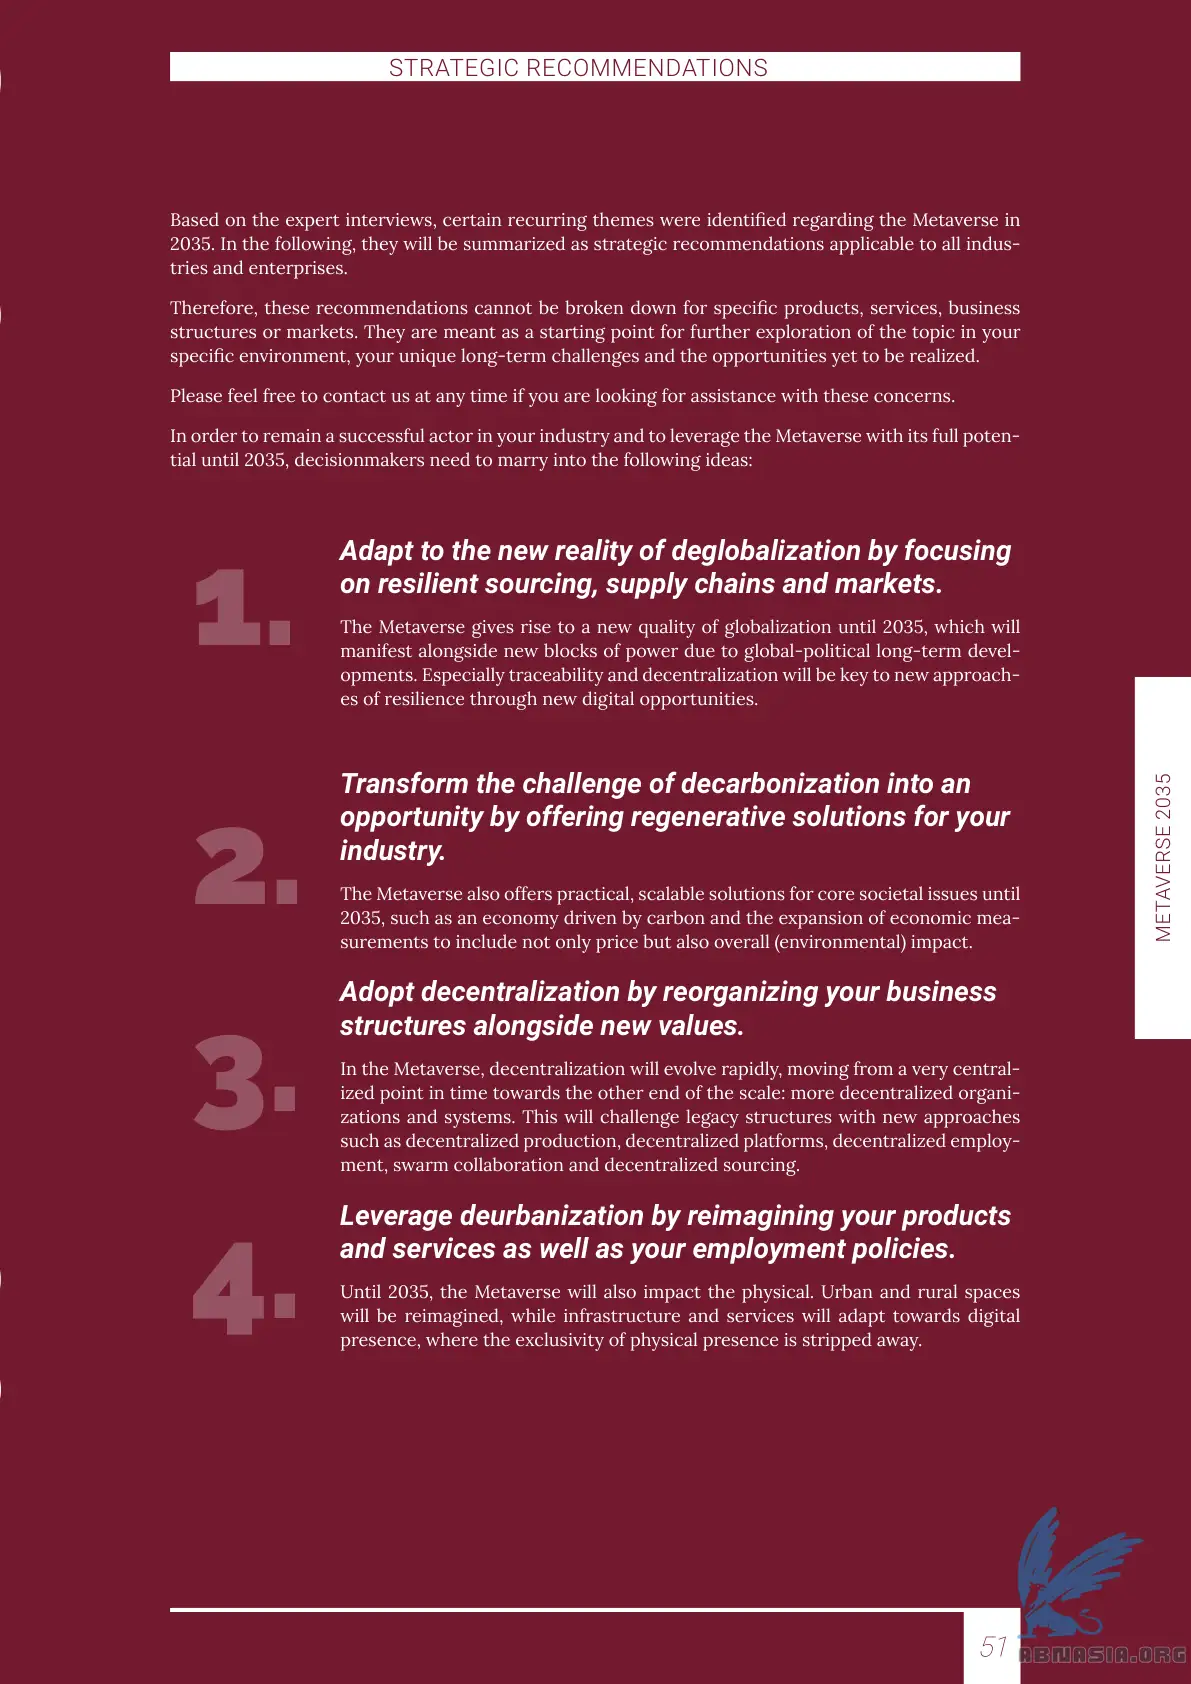 STRATEGIC RECOMMENDATIONS
Based on the expert interviews, certain recurring themes were identified regarding the Metaverse in
2035. In the following, they will be summarized as strategic recommendations applicable to all indus-
tries and enterprises.
Therefore, these recommendations cannot be broken down for specific products, services, business
structures or markets. They are meant as a starting point for further exploration of the topic in your
specific environment, your unique long-term challenges and the opportunities yet to be realized.
Please feel free to contact us at any time if you are looking for assistance with these concerns.
In order to remain a successful actor in your industry and to leverage the Metaverse with its full poten-
tial until 2035, decisionmakers need to marry into the following ideas:
1.
Adapt to the new reality of deglobalization by focusing
on resilient sourcing, supply chains and markets.
The Metaverse gives rise to a new quality of globalization until 2035, which will
manifest alongside new blocks of power due to global-political long-term devel-
opments. Especially traceability and decentralization will be key to new approach-
es of resilience through new digital opportunities.
2.
Transform the challenge of decarbonization into an
opportunity by offering regenerative solutions for your
industry.
The Metaverse also offers practical, scalable solutions for core societal issues until
2035, such as an economy driven by carbon and the expansion of economic mea-
surements to include not only price but also overall (environmental) impact.
3.
Adopt decentralization by reorganizing your business
structures alongside new values.
In the Metaverse, decentralization will evolve rapidly, moving from a very central-
ized point in time towards the other end of the scale: more decentralized organi-
zations and systems. This will challenge legacy structures with new approaches
such as decentralized production, decentralized platforms, decentralized employ-
ment, swarm collaboration and decentralized sourcing.
4.
Leverage deurbanization by reimagining your products
and services as well as your employment policies.
Until 2035, the Metaverse will also impact the physical. Urban and rural spaces
will be reimagined, while infrastructure and services will adapt towards digital
presence, where the exclusivity of physical presence is stripped away.
METAVERSE 2035
51
ABNASIA.ORG